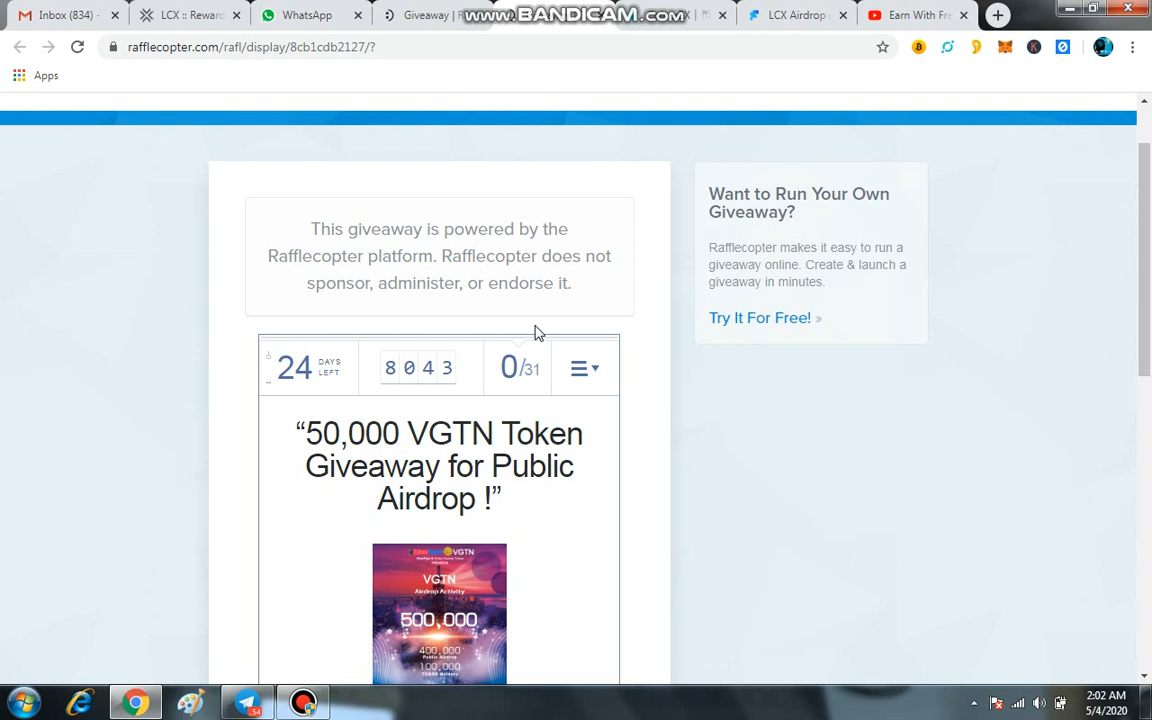 Inbox (834) -
LCX :: Reward
WhatsApp
Giveaway | R
www.BANDICAM.com
LCX Airdrop
Earn With Fre
rafflecopter.com/rafl/display/8cb1cdb2127/?
Apps
This giveaway is powered by the
Rafflecopter platform. Rafflecopter does not
sponsor, administer, or endorse it.
Want to Run Your Own
Giveaway?
Rafflecopter makes it easy to run a
giveaway online. Create & launch a
giveaway in minutes.
Try It For Free! »
24 DAYS LEFT
8043
0/31
“50,000 VGTN Token
Giveaway for Public
Airdrop !”
VGTN
VGTN
Airdrop Activity
500,000
400,000
Public Airdrop
100,000
54
2:02 AM
5/4/2020